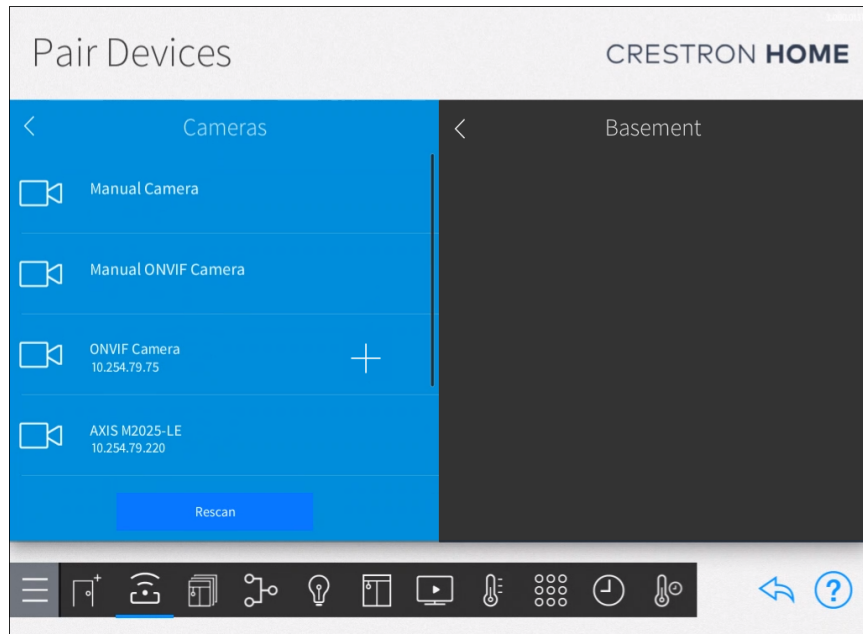 Pair Devices
CRESTRON HOME
Cameras
Basement
Manual Camera
Manual ONVIF Camera
ONVIF Camera
10.254.79.75
AXIS M2025-LE
10.254.79.220
Rescan
?